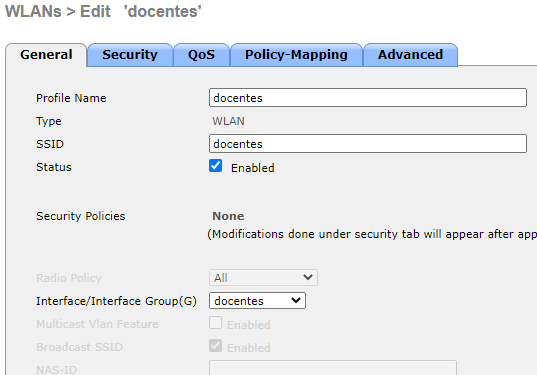 WLANs > Edit 'docentes'
General Security QoS Policy-Mapping Advanced
Profile Name docentes
Type WLAN
SSID docentes
Status Enabled
Security Policies None
(Modifications done under security tab will appear after app
Radio Policy All
Interface/Interface Group(G) docentes
Multicast Vlan Feature Enabled
Broadcast SSID Enabled
NAS-ID